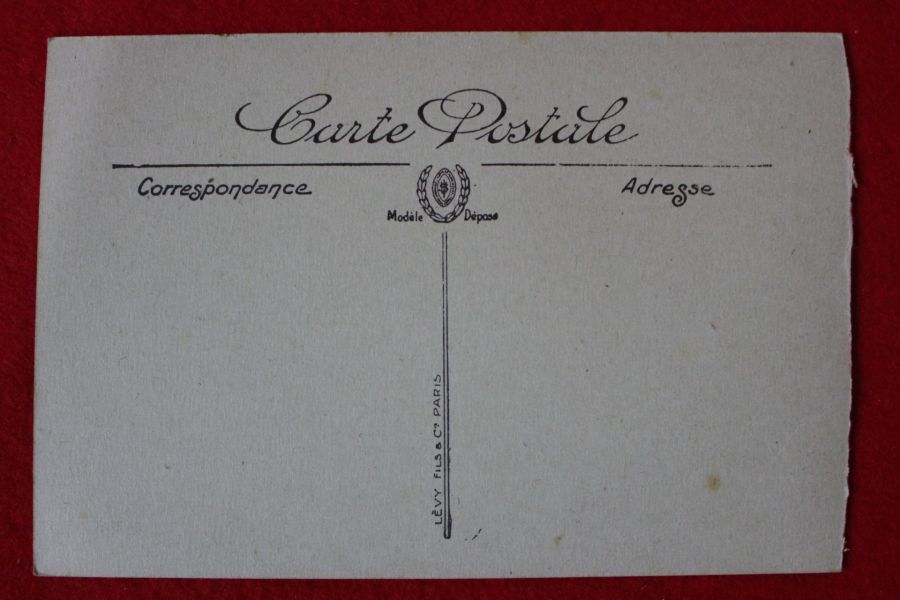 Carte Postale
Correspondance
Adresse
Modèle Déposé
LÉVY FILS & Cie PARIS